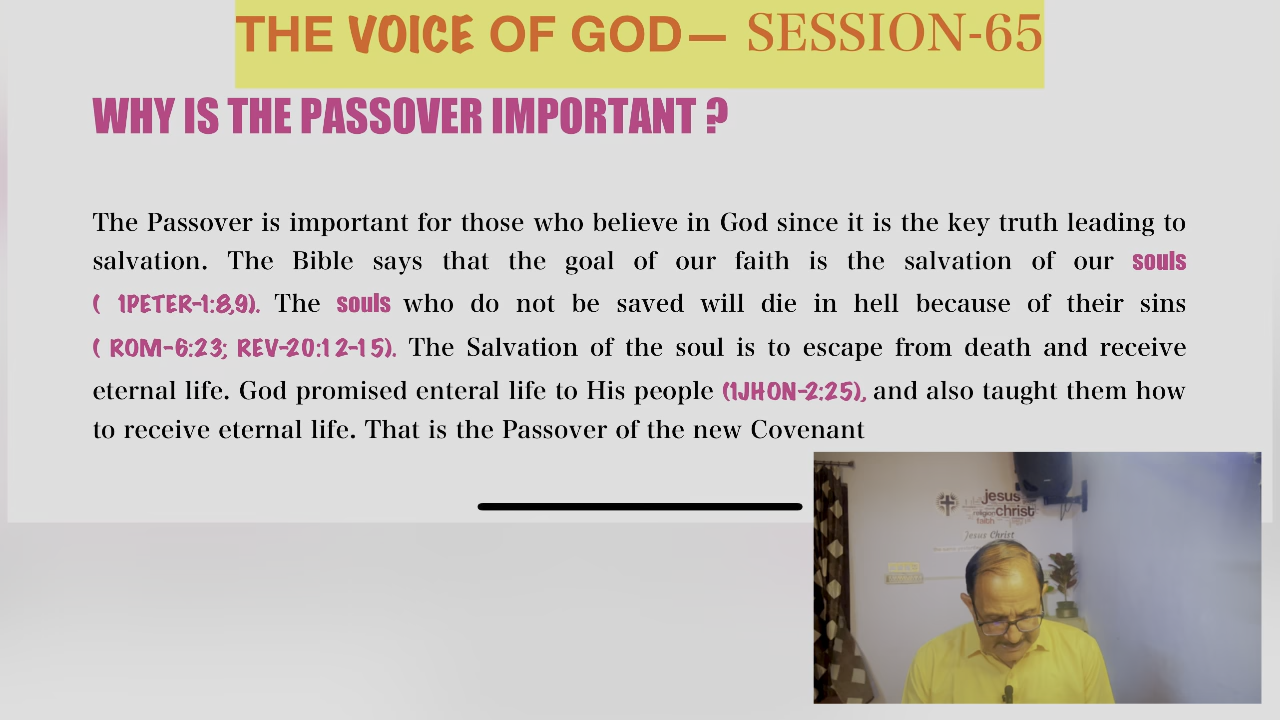 THE VOICE OF GOD— SESSION-65
WHY IS THE PASSOVER IMPORTANT ?
The Passover is important for those who believe in God since it is the key truth leading to
salvation. The Bible says that the goal of our faith is the salvation of our souls
( 1PETER-1:8,9). The souls who do not be saved will die in hell because of their sins
( ROM-6:23; REV-20:12-15). The Salvation of the soul is to escape from death and receive
eternal life. God promised enteral life to His people (1JHON-2:25), and also taught them how
to receive eternal life. That is the Passover of the new Covenant
jesus
religion christ
faith
Jesus Christ